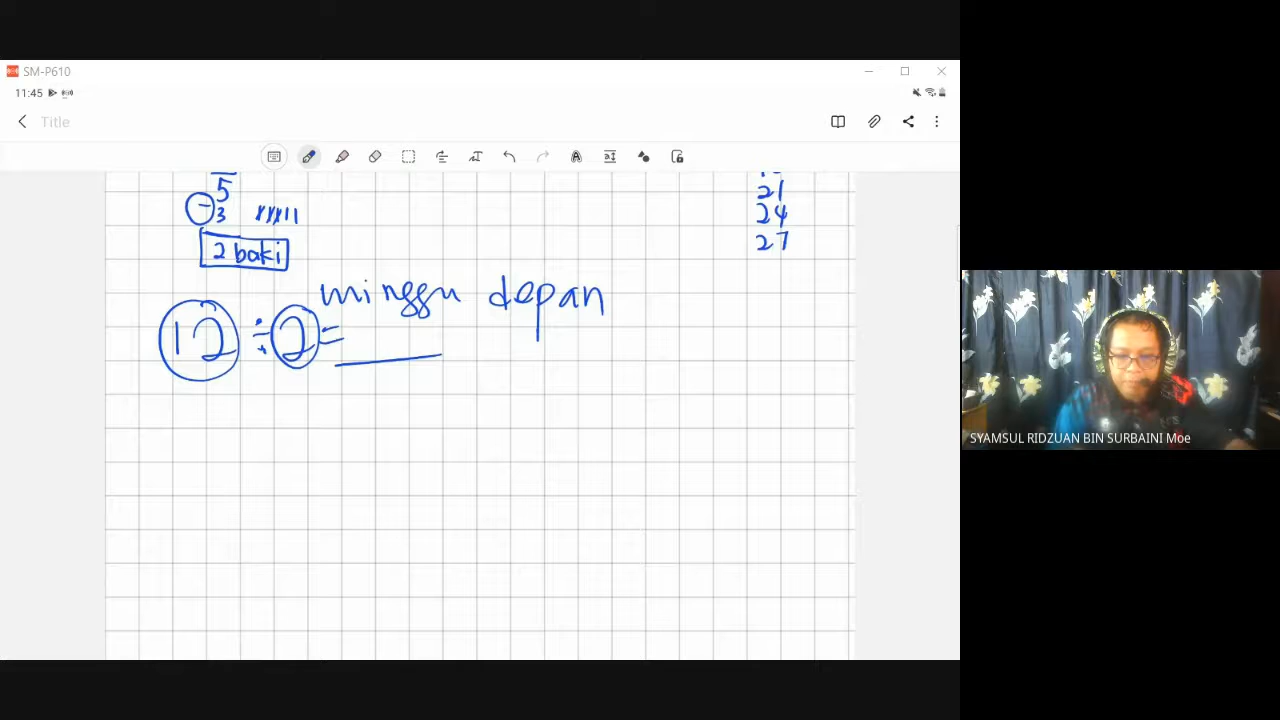 SM-P610
11:45
Title
5
21
- 3
24
2 baki
27
minggu depan
12 ÷ 2 = ____
SYAMSUL RIDZUAN BIN SURBAINI Moe